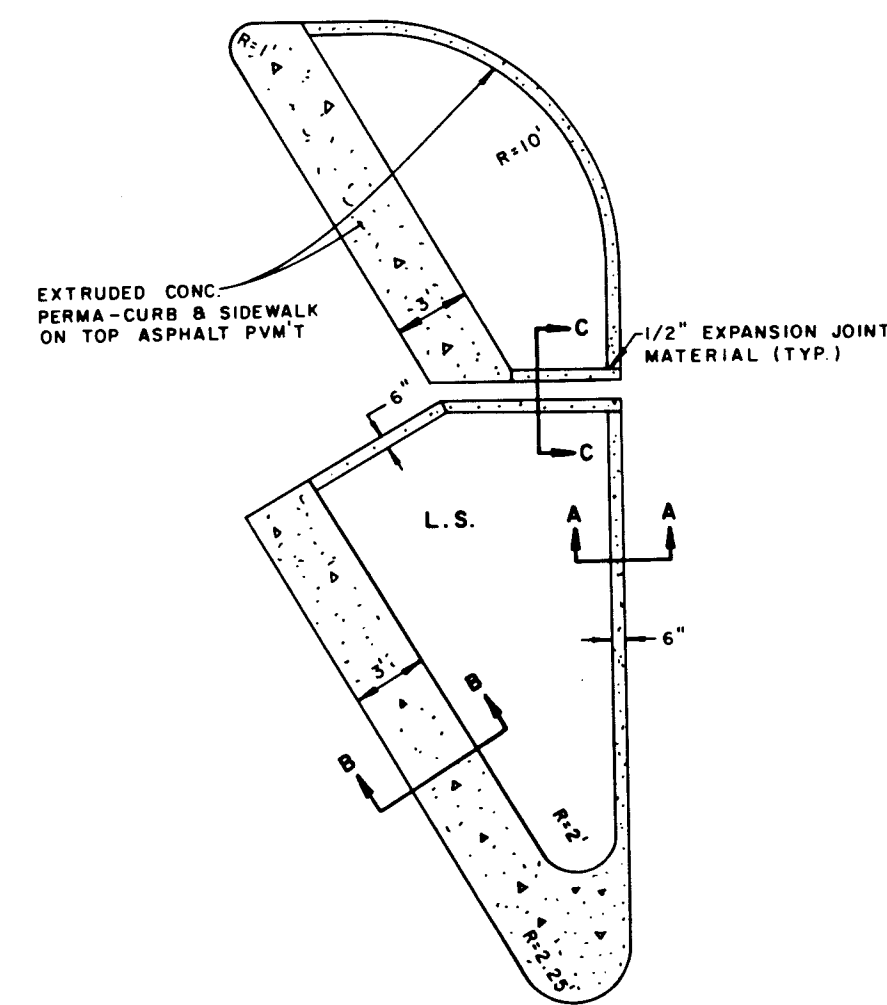 R=1'
R=10'
EXTRUDED CONC.
PERMA-CURB & SIDEWALK
ON TOP ASPHALT PVM'T
3'
C
1/2" EXPANSION JOINT
MATERIAL (TYP.)
6"
C
L.S.
A A
6"
3'
B
B
R=2'
R=2.25'